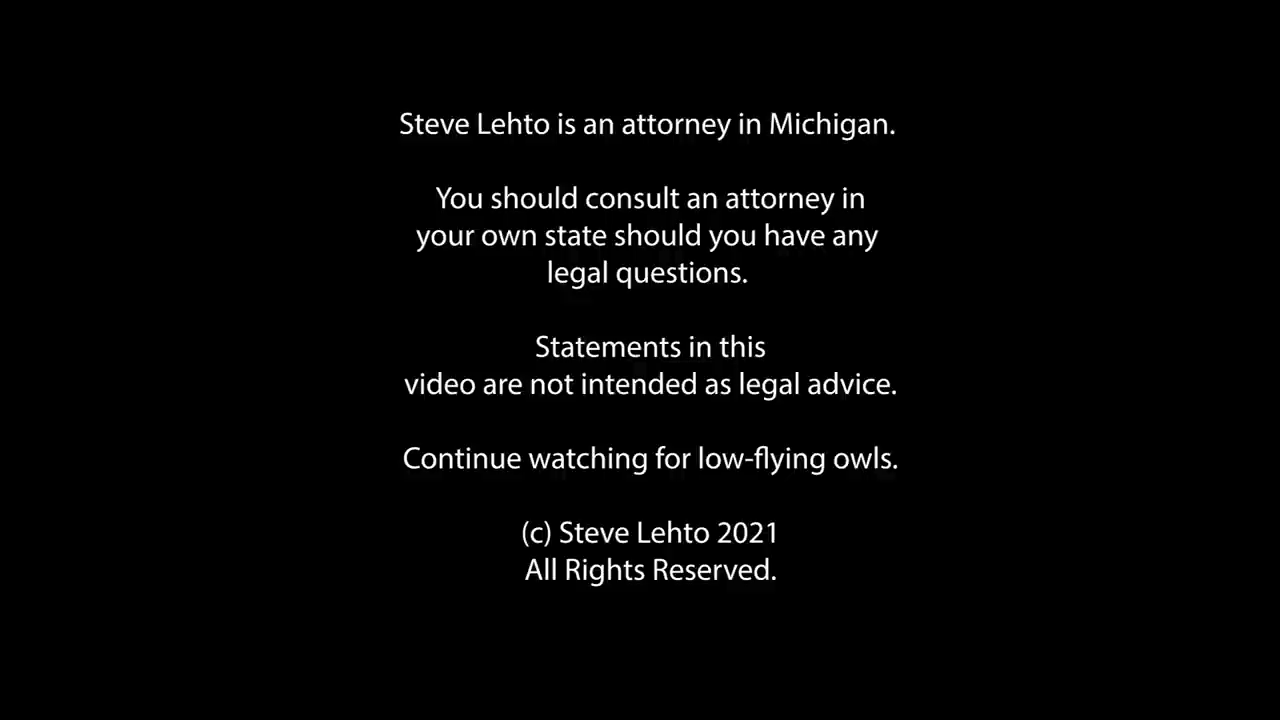 Steve Lehto is an attorney in Michigan.
You should consult an attorney in
your own state should you have any
legal questions.
Statements in this
video are not intended as legal advice.
Continue watching for low-flying owls.
(c) Steve Lehto 2021
All Rights Reserved.